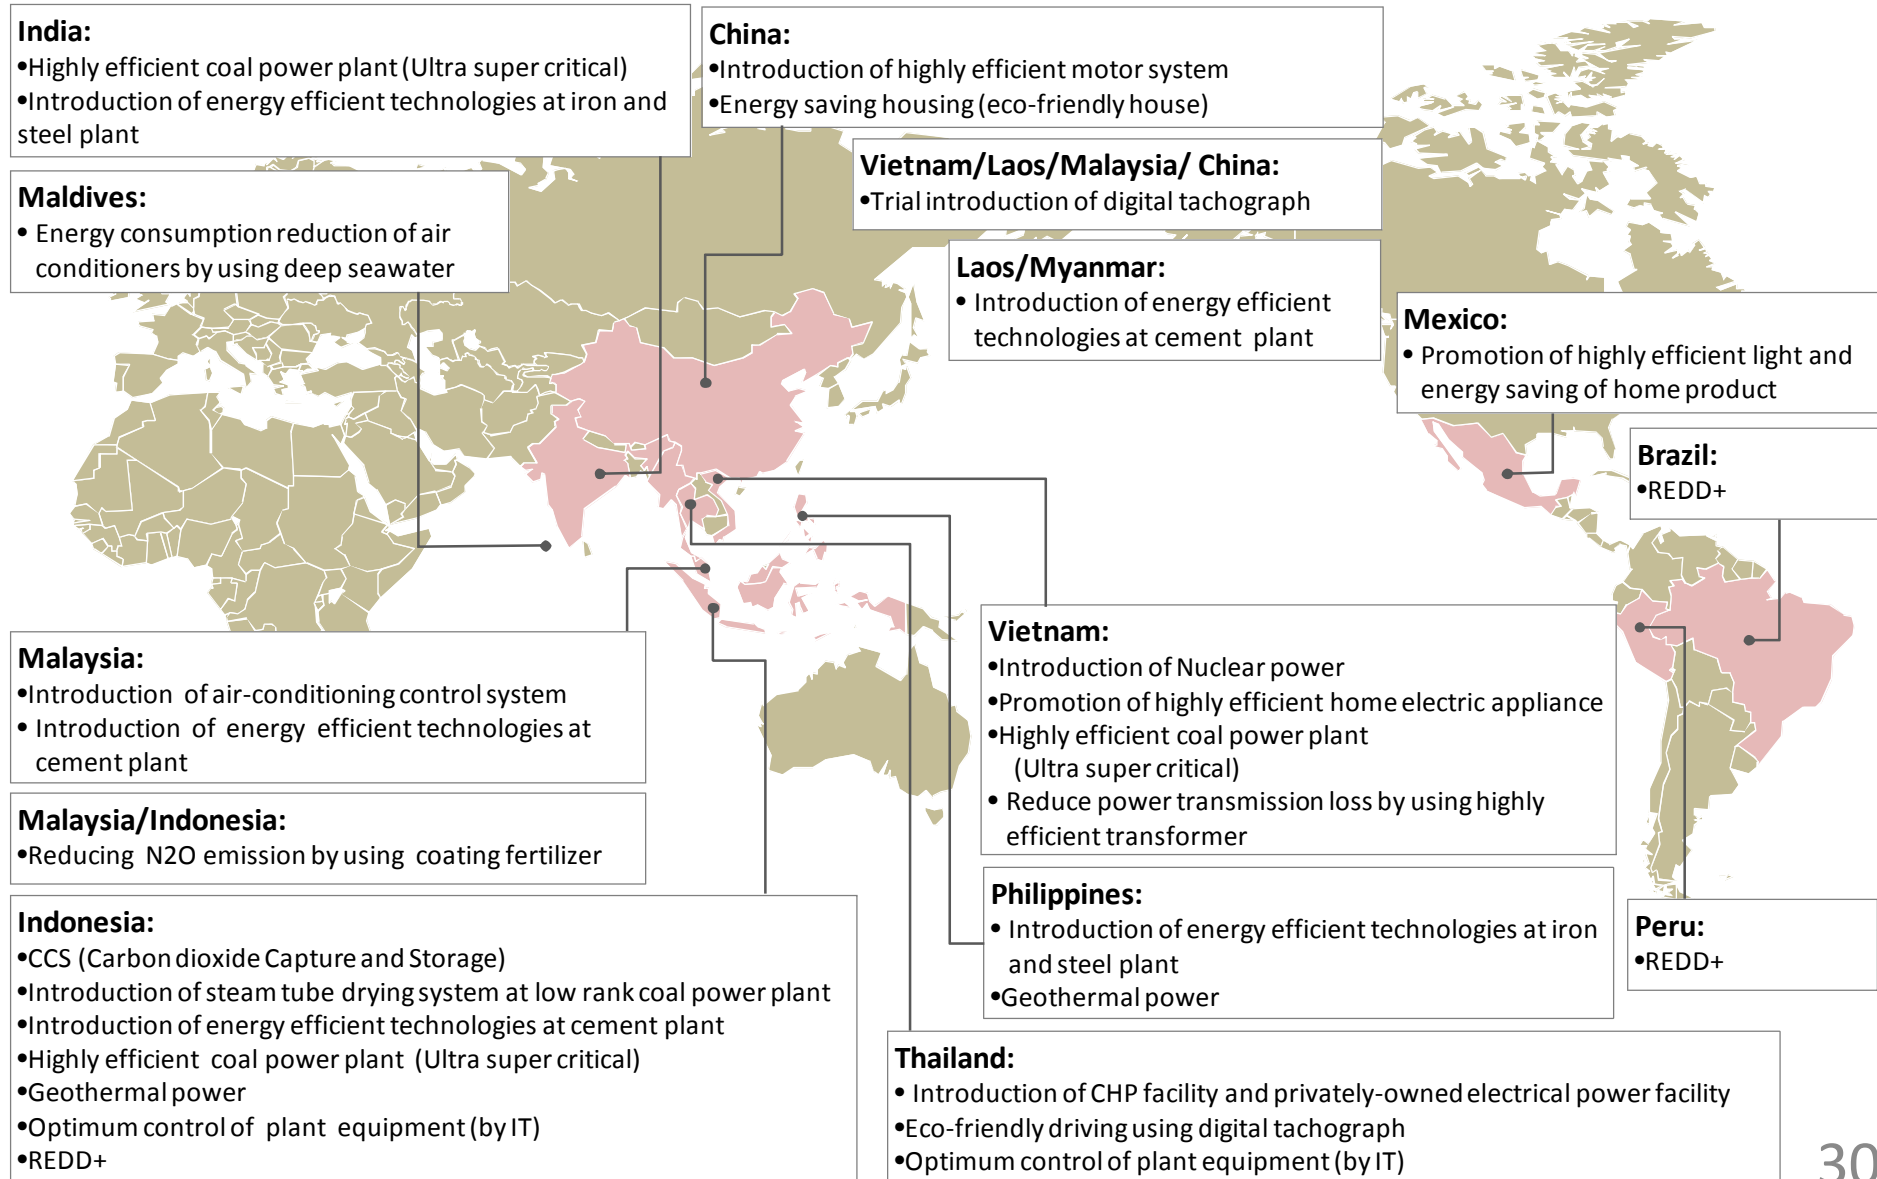 India:
•Highly efficient coal power plant (Ultra super critical)
•Introduction of energy efficient technologies at iron and
steel plant
China:
•Introduction of highly efficient motor system
•Energy saving housing (eco-friendly house)
Vietnam/Laos/Malaysia/ China:
•Trial introduction of digital tachograph
Maldives:
• Energy consumption reduction of air
conditioners by using deep seawater
Laos/Myanmar:
• Introduction of energy efficient
technologies at cement plant
Mexico:
• Promotion of highly efficient light and
energy saving of home product
Brazil:
•REDD+
Malaysia:
•Introduction of air-conditioning control system
• Introduction of energy efficient technologies at
cement plant
Malaysia/Indonesia:
•Reducing N2O emission by using coating fertilizer
Indonesia:
•CCS (Carbon dioxide Capture and Storage)
•Introduction of steam tube drying system at low rank coal power plant
•Introduction of energy efficient technologies at cement plant
•Highly efficient coal power plant (Ultra super critical)
•Geothermal power
•Optimum control of plant equipment (by IT)
•REDD+
Vietnam:
•Introduction of Nuclear power
•Promotion of highly efficient home electric appliance
•Highly efficient coal power plant
(Ultra super critical)
• Reduce power transmission loss by using highly
efficient transformer
Philippines:
• Introduction of energy efficient technologies at iron
and steel plant
•Geothermal power
Peru:
•REDD+
Thailand:
• Introduction of CHP facility and privately-owned electrical power facility
•Eco-friendly driving using digital tachograph
•Optimum control of plant equipment (by IT)
30